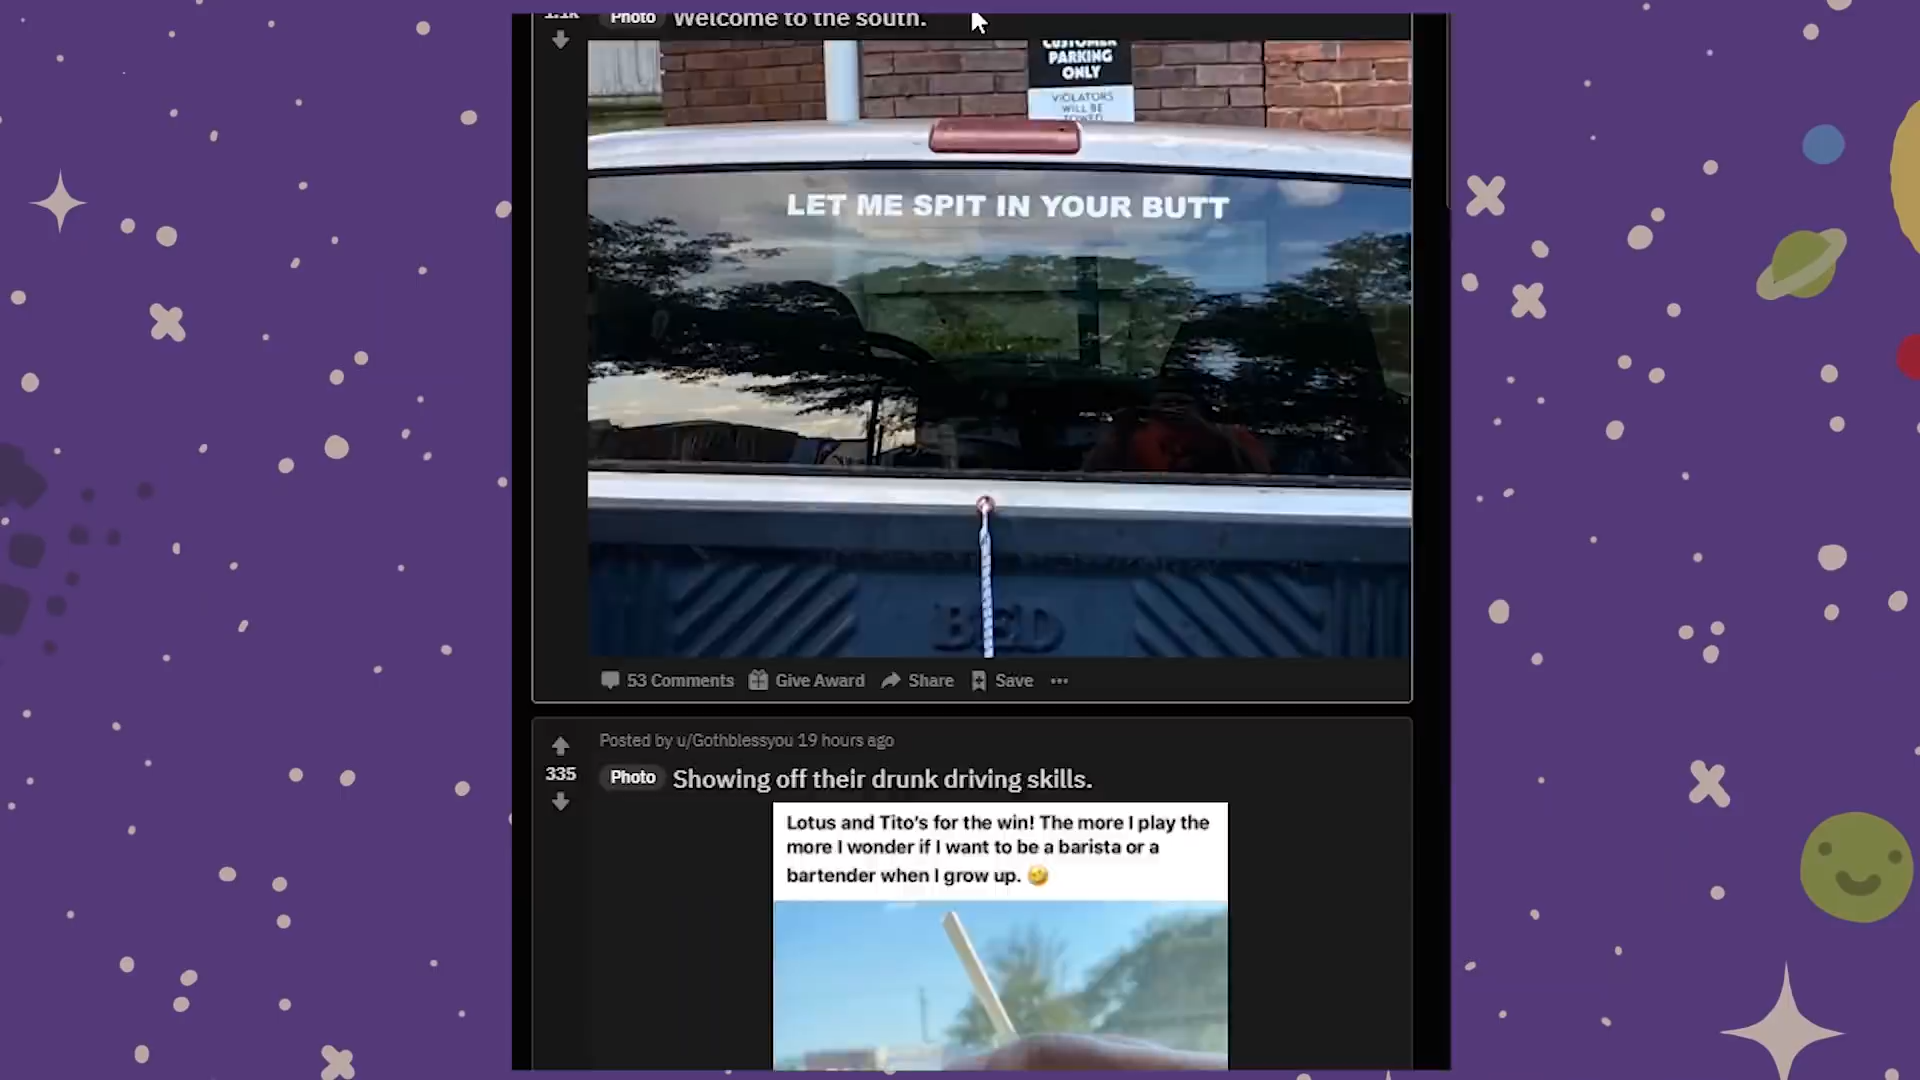 1.1k
Photo Welcome to the south.
CUSTOMER
PARKING
ONLY
VIOLATORS
WILL BE
TOWED
LET ME SPIT IN YOUR BUTT
BED
53 Comments Give Award Share Save ...
Posted by u/Gothblessyou 19 hours ago
335
Photo Showing off their drunk driving skills.
Lotus and Tito's for the win! The more I play the
more I wonder if I want to be a barista or a
bartender when I grow up. 🤣